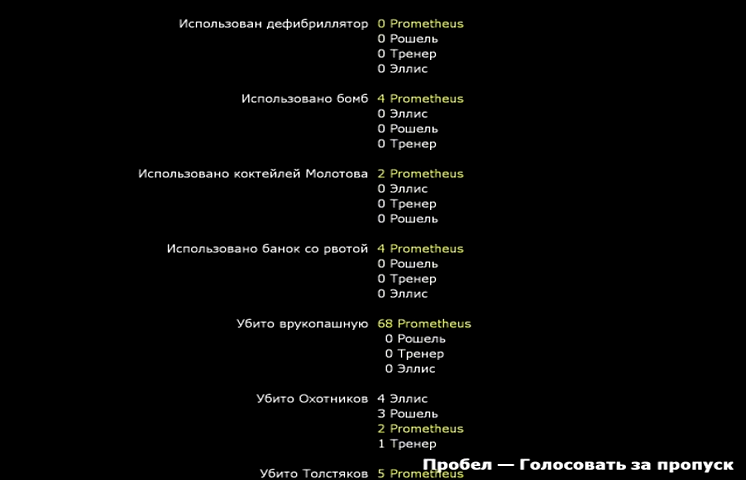 Использован дефибриллятор 0 Prometheus
0 Рошель
0 Тренер
0 Эллис
Использовано бомб 4 Prometheus
0 Эллис
0 Рошель
0 Тренер
Использовано коктейлей Молотова 2 Prometheus
0 Эллис
0 Тренер
0 Рошель
Использовано банок со рвотой 4 Prometheus
0 Рошель
0 Тренер
0 Эллис
Убито врукопашную 68 Prometheus
0 Рошель
0 Тренер
0 Эллис
Убито Охотников 4 Эллис
3 Рошель
2 Prometheus
1 Тренер
Пробел — Голосовать за пропуск
Убито Толстяков 5 Prometheus